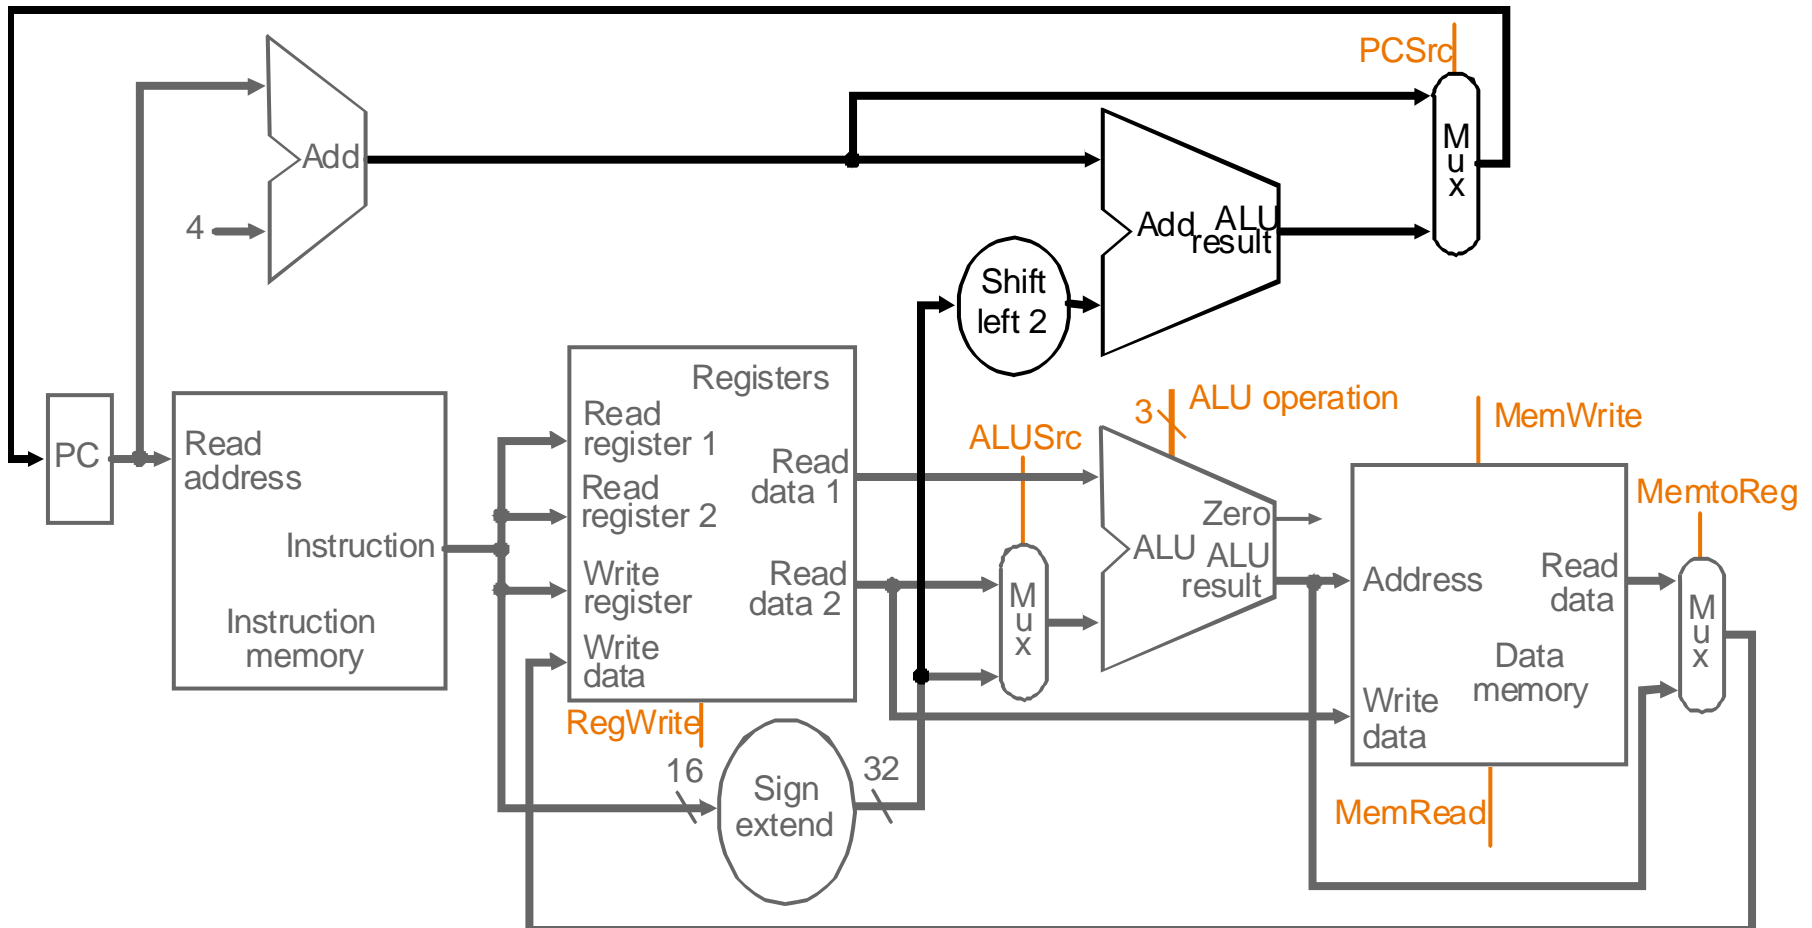 PCSrc
M
u
x
Add
4
Add
ALU
result
Shift
left 2
PC
Read
address
Instruction
Instruction
memory
Registers
Read
register 1
Read
register 2
Write
register
Write
data
Read
data 1
Read
data 2
RegWrite
16
Sign
extend
32
ALUSrc
M
u
x
3
ALU operation
Zero
ALU
ALU
result
MemWrite
Address
Read
data
Data
memory
Write
data
MemRead
MemtoReg
M
u
x